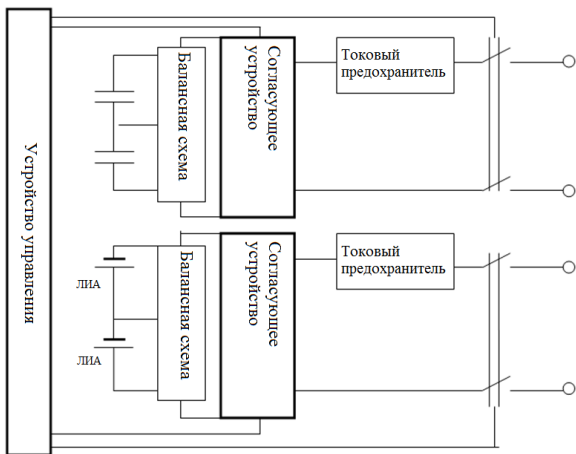 Устройство управления
Балансная схема
Согласующее
устройство
Токовый
предохранитель
ЛИА
ЛИА
Балансная схема
Согласующее
устройство
Токовый
предохранитель